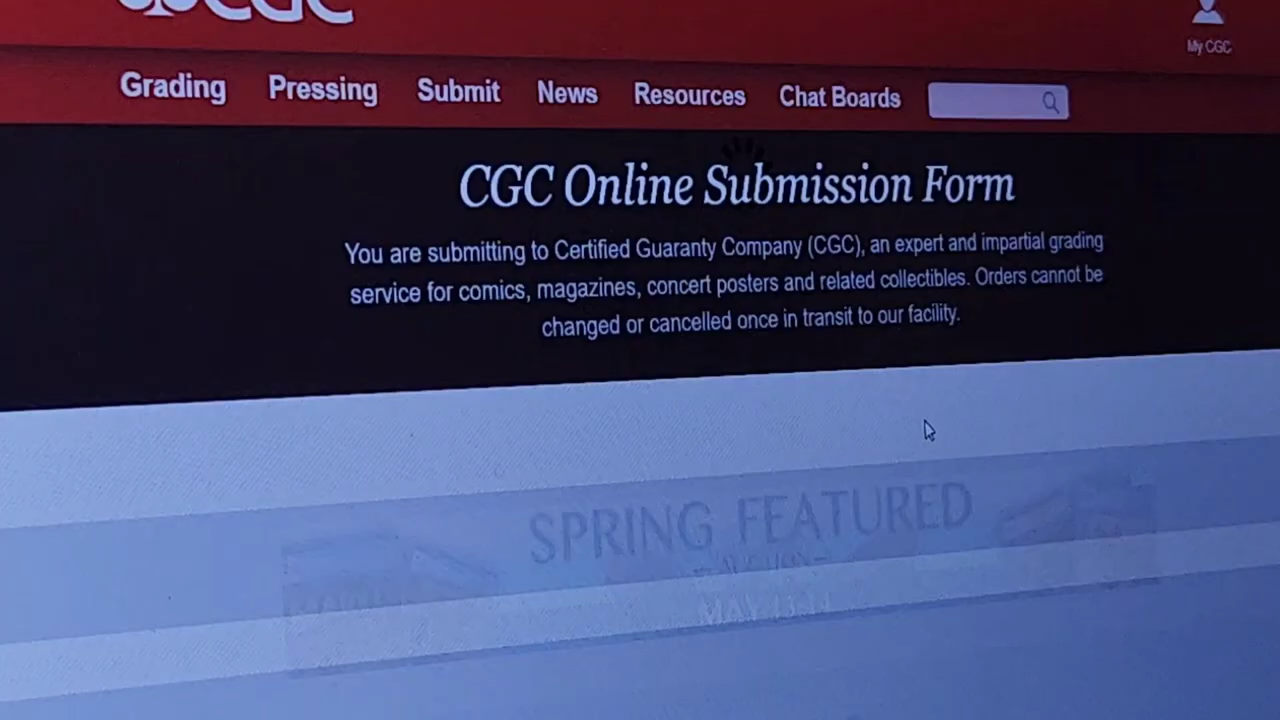 CGC
My CGC
Grading Pressing Submit News Resources Chat Boards
CGC Online Submission Form
You are submitting to Certified Guaranty Company (CGC), an expert and impartial grading
service for comics, magazines, concert posters and related collectibles. Orders cannot be
changed or cancelled once in transit to our facility.
SPRING FEATURED
AUCTION